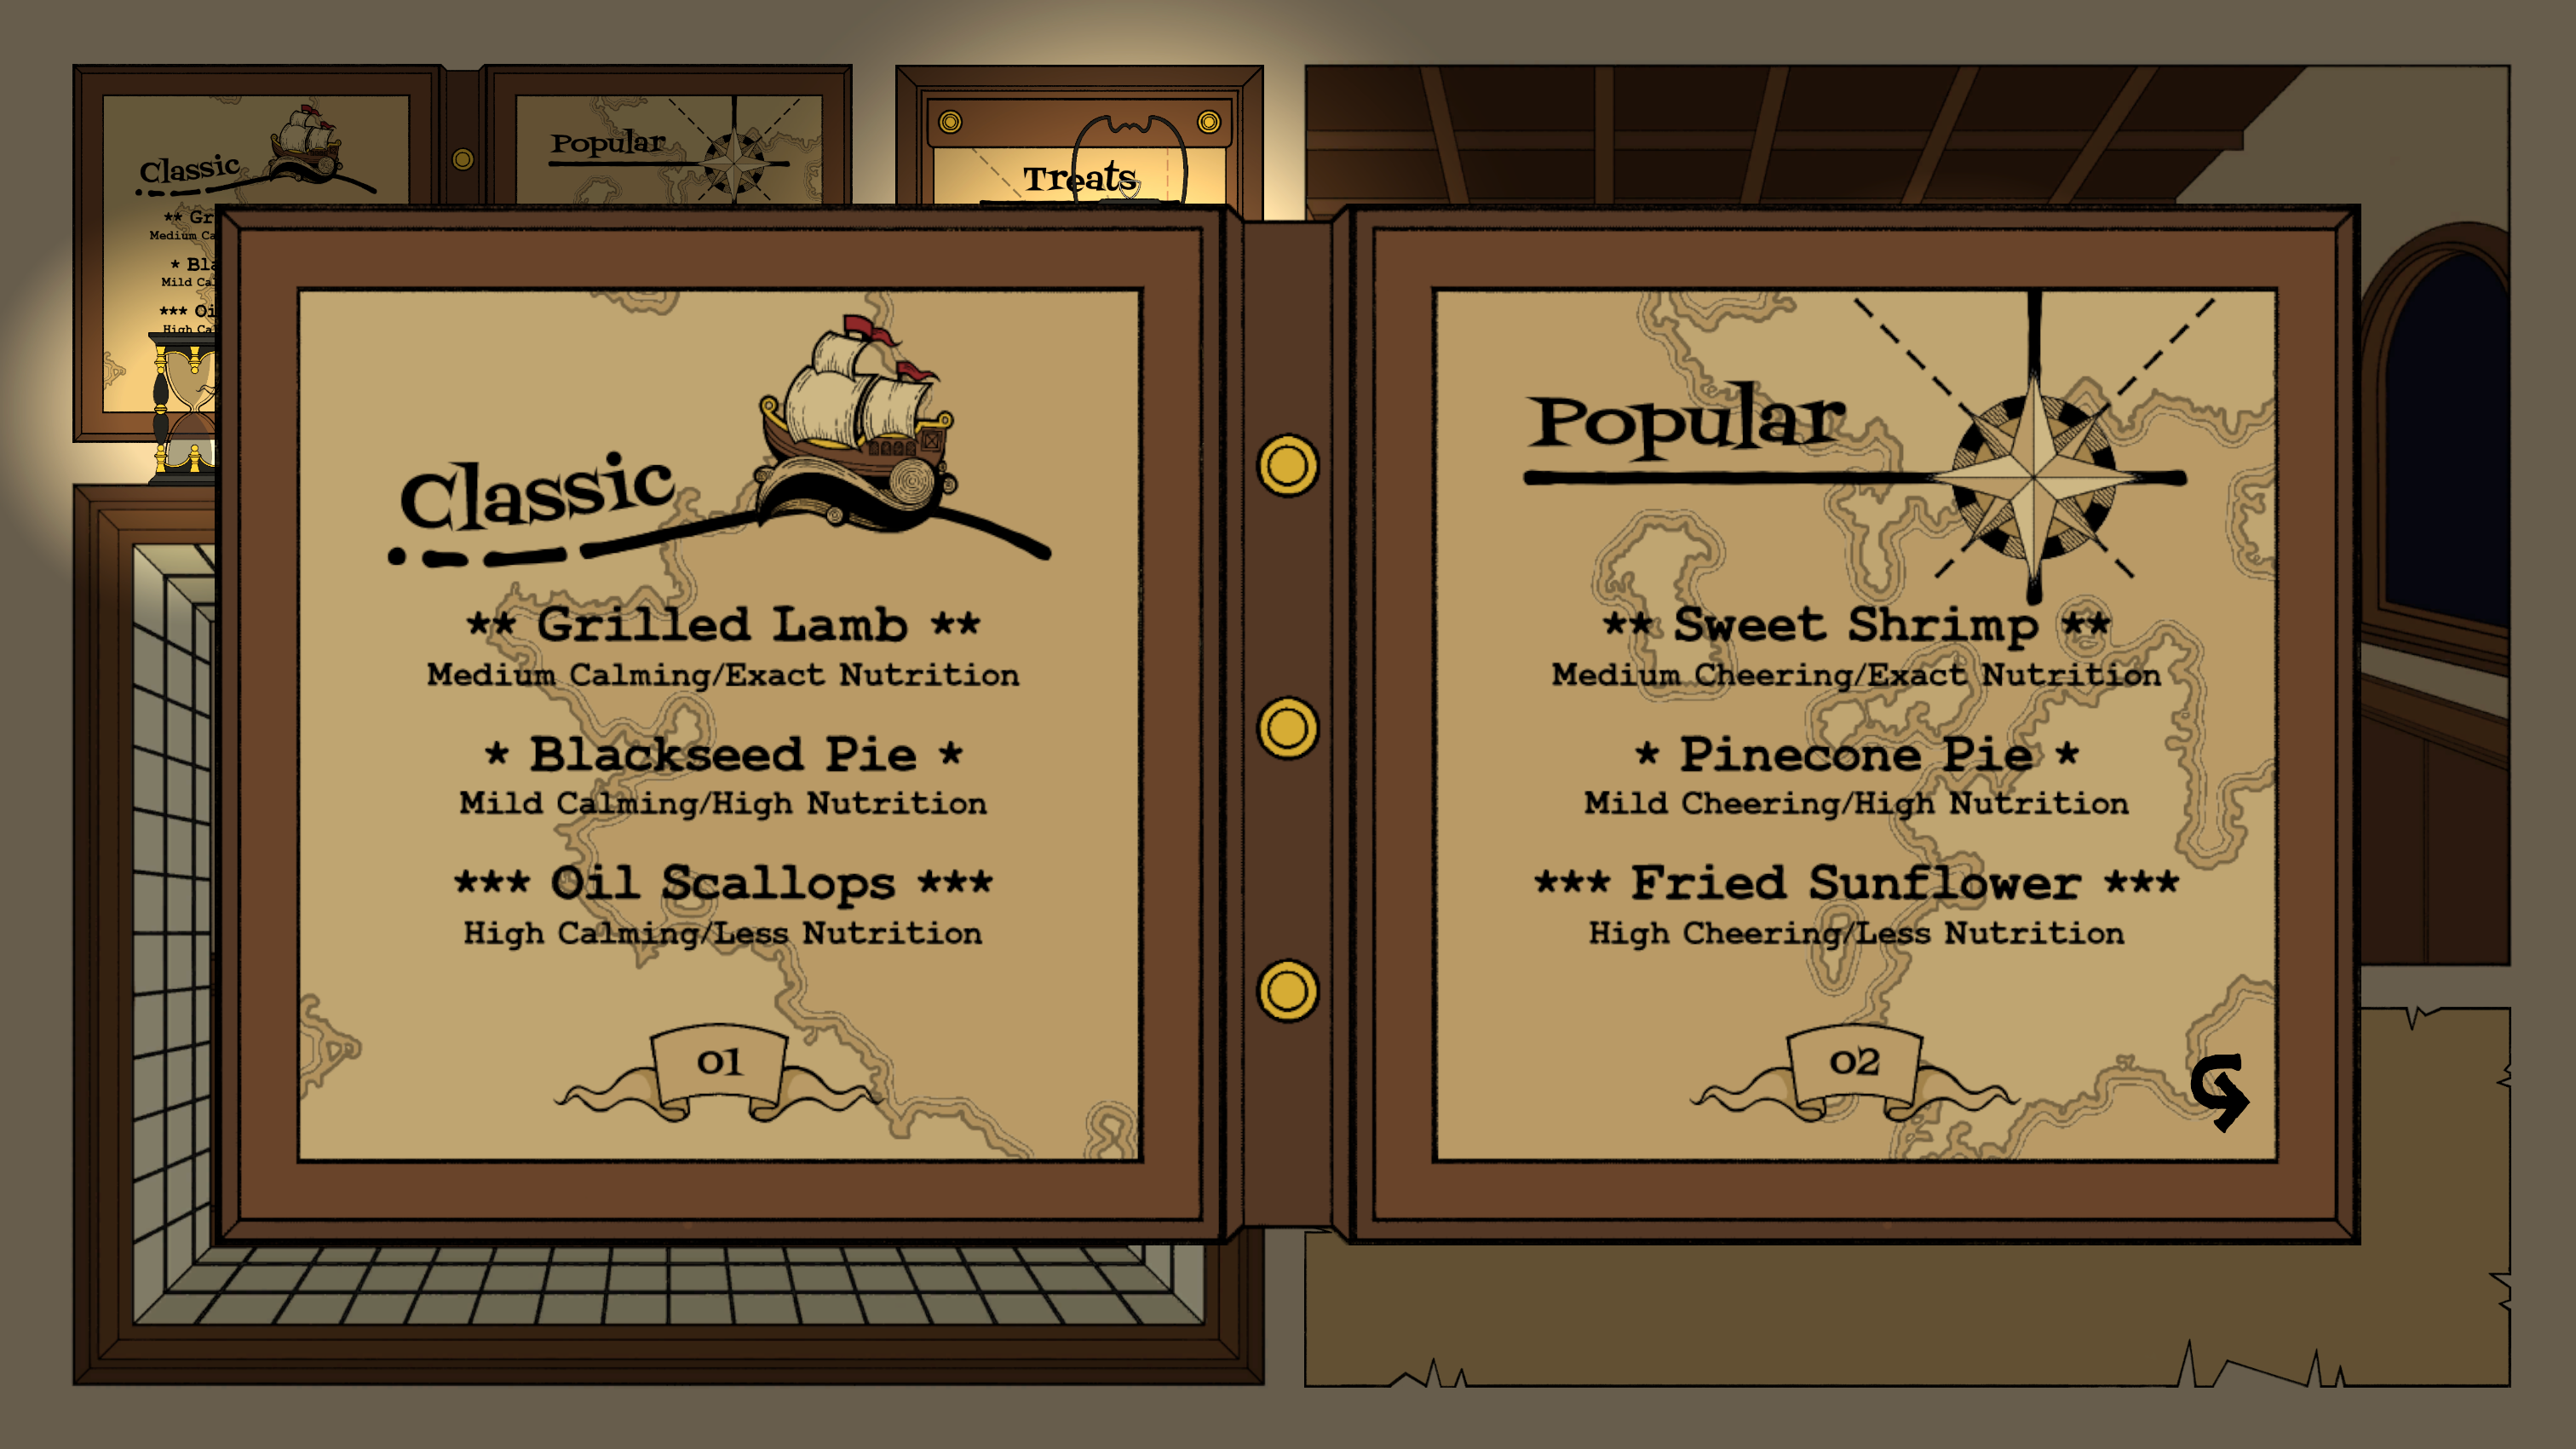 Classic
Popular
Treats
** Gr
Medium Ca
* Bla
Mild Ca
*** Oi
High Ca
Classic
** Grilled Lamb **
Medium Calming/Exact Nutrition
* Blackseed Pie *
Mild Calming/High Nutrition
*** Oil Scallops ***
High Calming/Less Nutrition
01
Popular
** Sweet Shrimp **
Medium Cheering/Exact Nutrition
* Pinecone Pie *
Mild Cheering/High Nutrition
*** Fried Sunflower ***
High Cheering/Less Nutrition
02